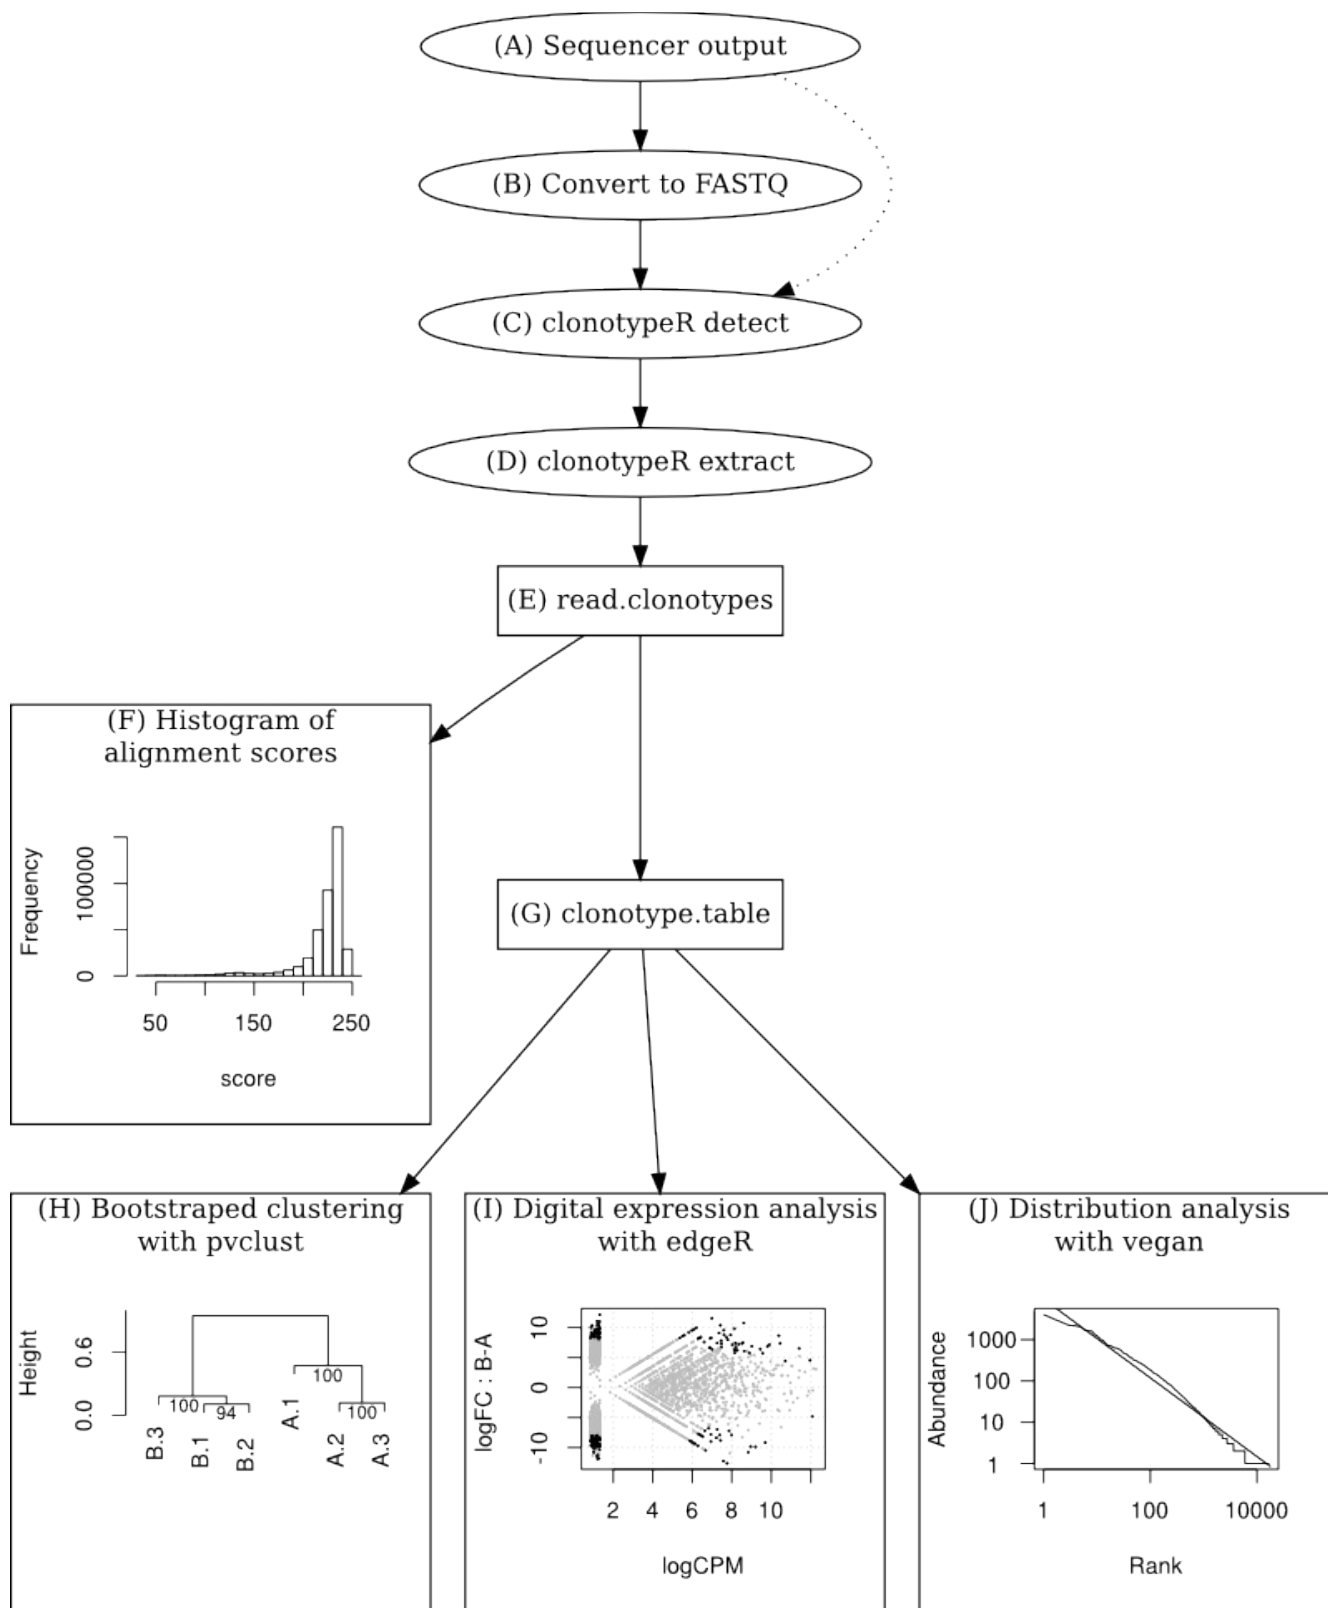 (A) Sequencer output
(B) Convert to FASTQ
(C) clonotypeR detect
(D) clonotypeR extract
(E) read.clonotypes
(F) Histogram of
alignment scores
Frequency
100000
0
50 150 250
score
(G) clonotype.table
(H) Bootstraped clustering
with pvclust
Height
0.6
0.0
100
100 94 100
B.3 B.1 B.2 A.1 A.2 A.3
(I) Digital expression analysis
with edgeR
logFC : B-A
10
0
-10
2 4 6 8 10
logCPM
(J) Distribution analysis
with vegan
Abundance
1000
100
10
1
1 100 10000
Rank